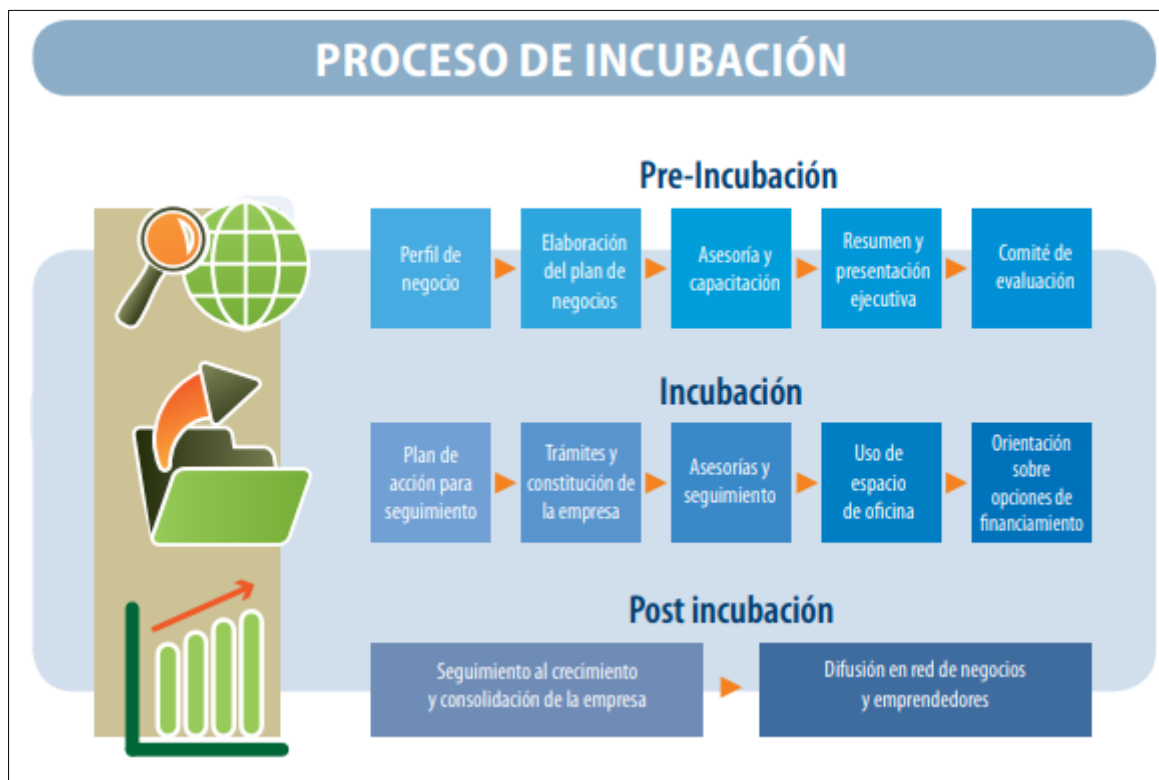 PROCESO DE INCUBACIÓN
Pre-Incubación
Perfil de
negocio
Elaboración
del plan de
negocios
Asesoría y
capacitación
Resumen y
presentación
ejecutiva
Comité de
evaluación
Incubación
Plan de
acción para
seguimiento
Trámites y
constitución de
la empresa
Asesorías y
seguimiento
Uso de
espacio
de oficina
Orientación
sobre
opciones de
financiamiento
Post incubación
Seguimiento al crecimiento
y consolidación de la empresa
Difusión en red de negocios
y emprendedores